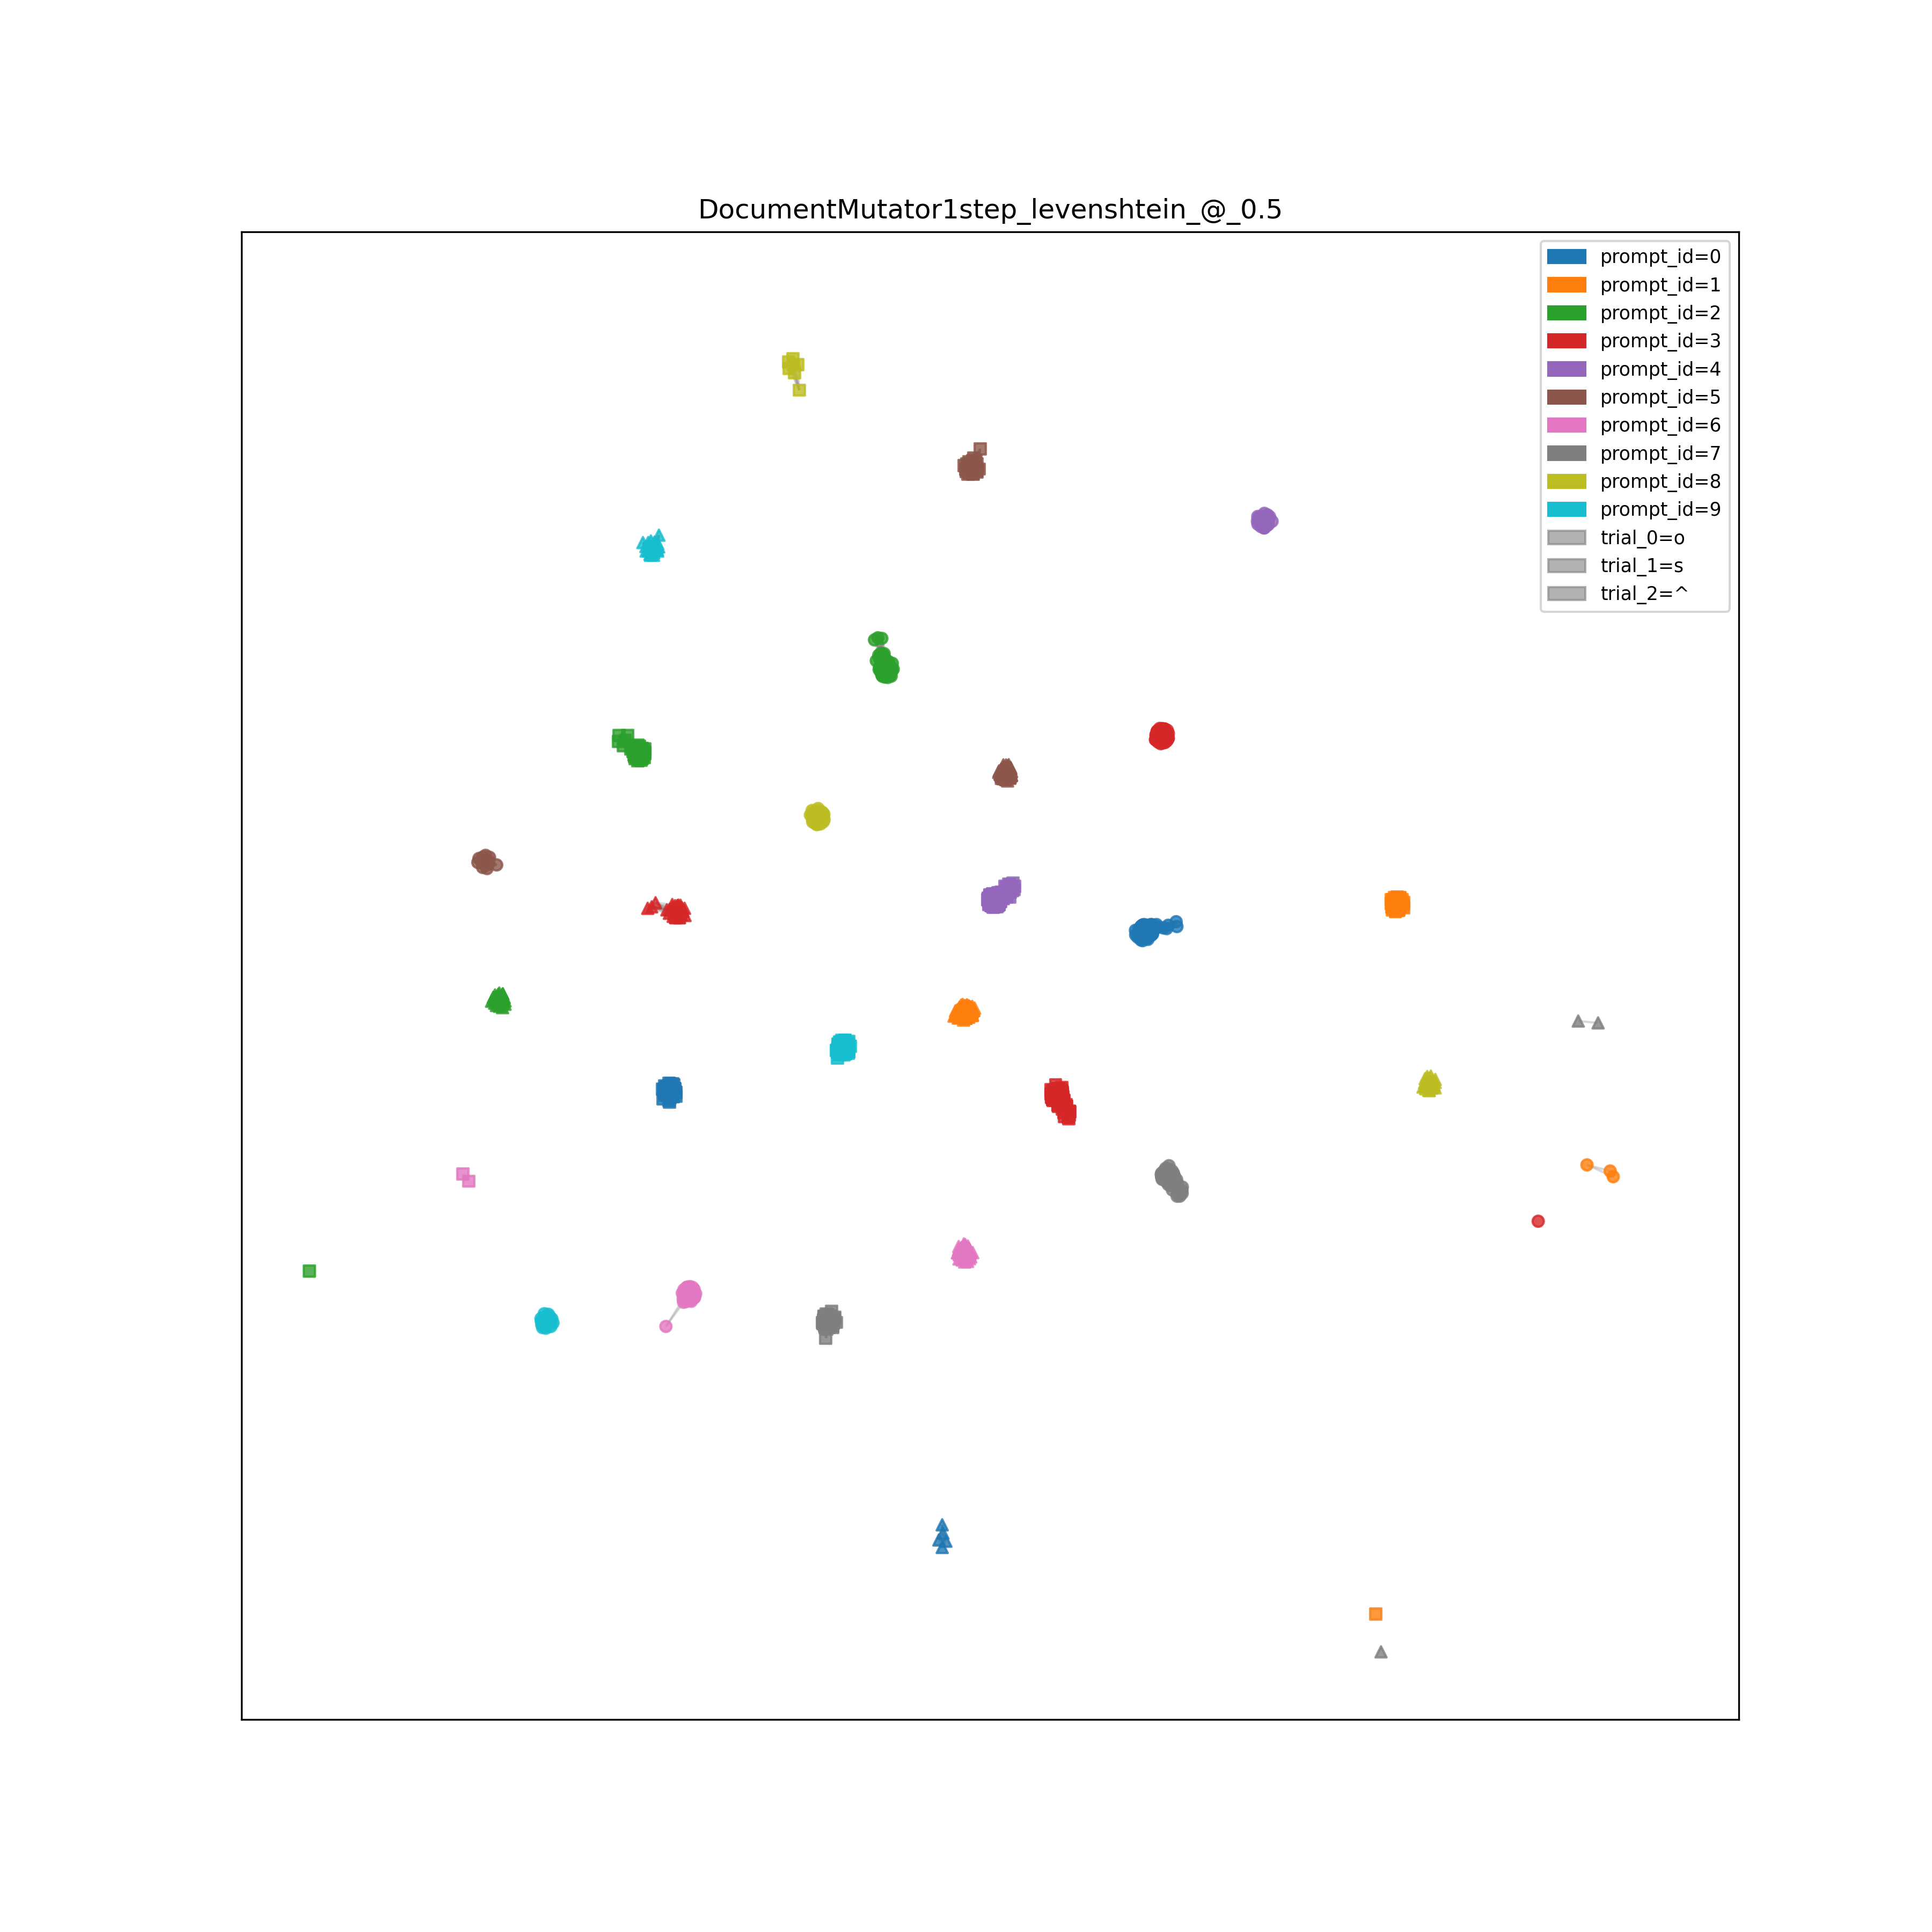 DocumentMutator1step_levenshtein_@_0.5
prompt_id=0
prompt_id=1
prompt_id=2
prompt_id=3
prompt_id=4
prompt_id=5
prompt_id=6
prompt_id=7
prompt_id=8
prompt_id=9
trial_0=o
trial_1=s
trial_2=^